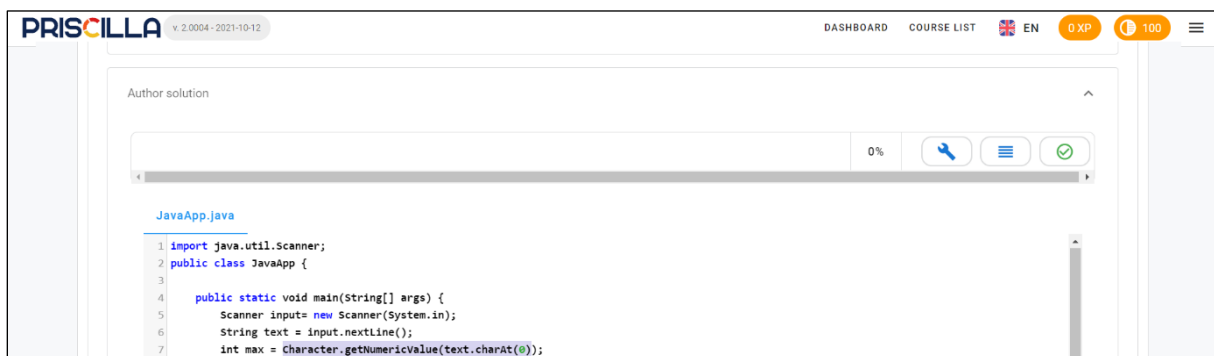 PRISCILLA v. 2.0004 - 2021-10-12 DASHBOARD COURSE LIST EN 0 XP 100
Author solution
0%
JavaApp.java
1 import java.util.Scanner;
2 public class JavaApp {
3
4 public static void main(String[] args) {
5 Scanner input= new Scanner(System.in);
6 String text = input.nextLine();
7 int max = Character.getNumericValue(text.charAt(0));